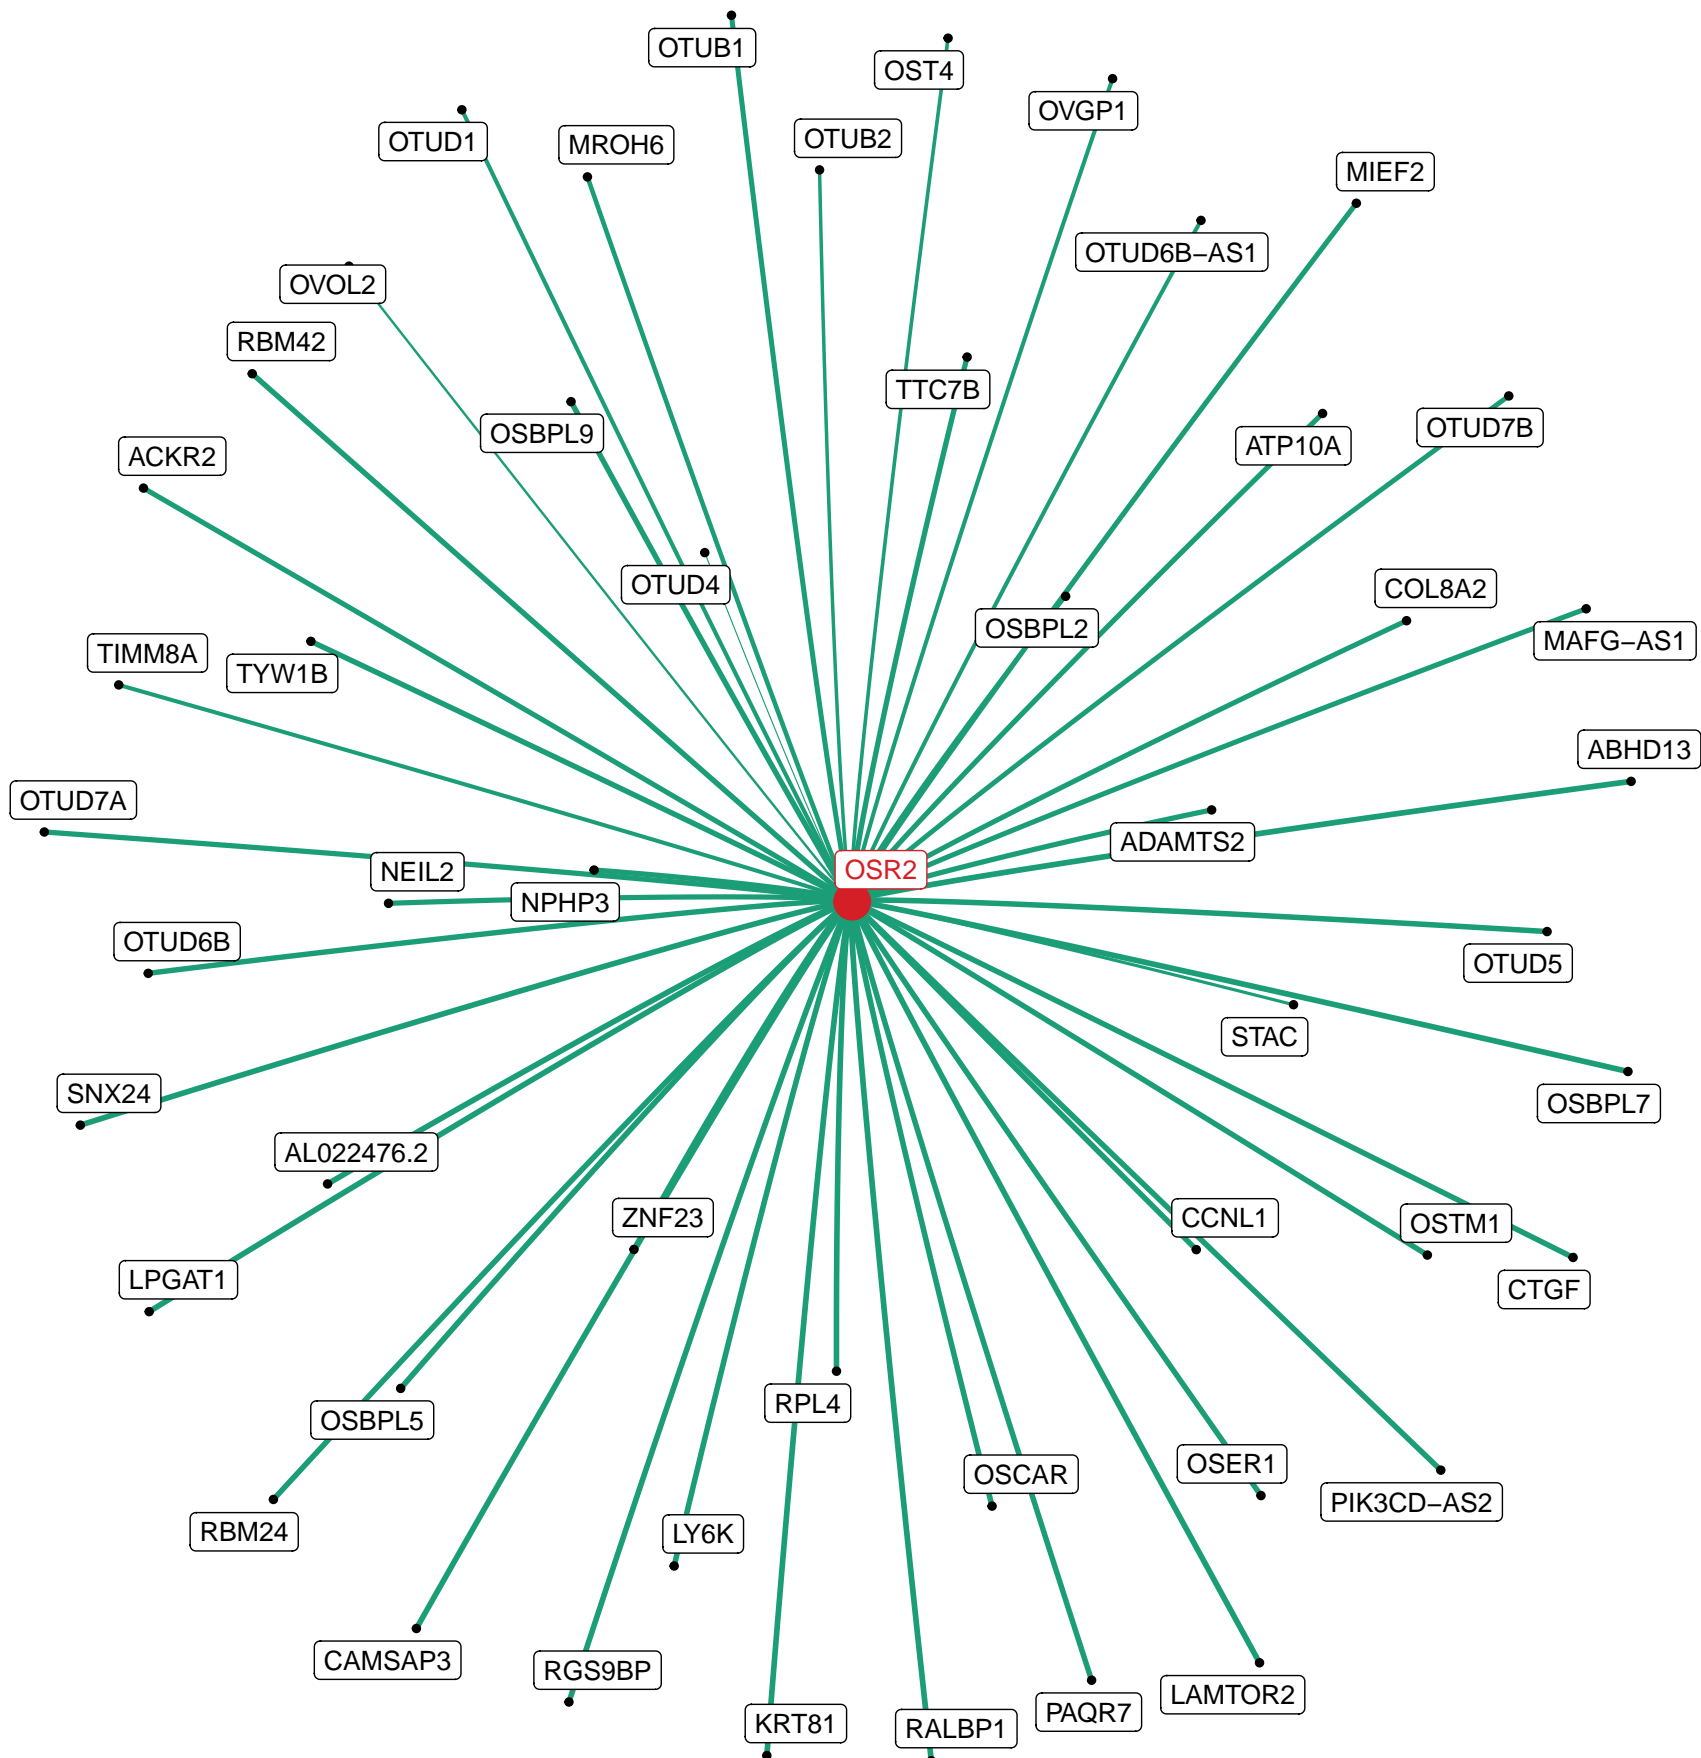 OTUB1
OST4
OVGP1
OTUB2
OTUD1
MROH6
MIEF2
OTUD6B−AS1
OVOL2
RBM42
TTC7B
OTUD7B
OSBPL9
ATP10A
ACKR2
OTUD4
COL8A2
OSBPL2
MAFG−AS1
TIMM8A
TYW1B
ABHD13
OTUD7A
ADAMTS2
OSR2
NEIL2
NPHP3
OTUD6B
OTUD5
STAC
SNX24
OSBPL7
AL022476.2
ZNF23
CCNL1
OSTM1
LPGAT1
CTGF
RPL4
OSBPL5
OSER1
OSCAR
PIK3CD−AS2
RBM24
LY6K
CAMSAP3
RGS9BP
LAMTOR2
PAQR7
KRT81
RALBP1